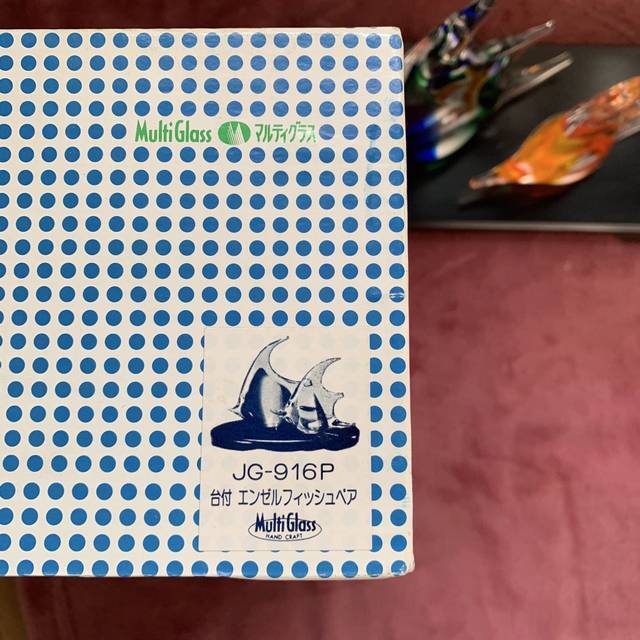 MultiGlass マルティグラス
JG-916P
台付 エンゼルフィッシュペア
MultiGlass
HAND CRAFT